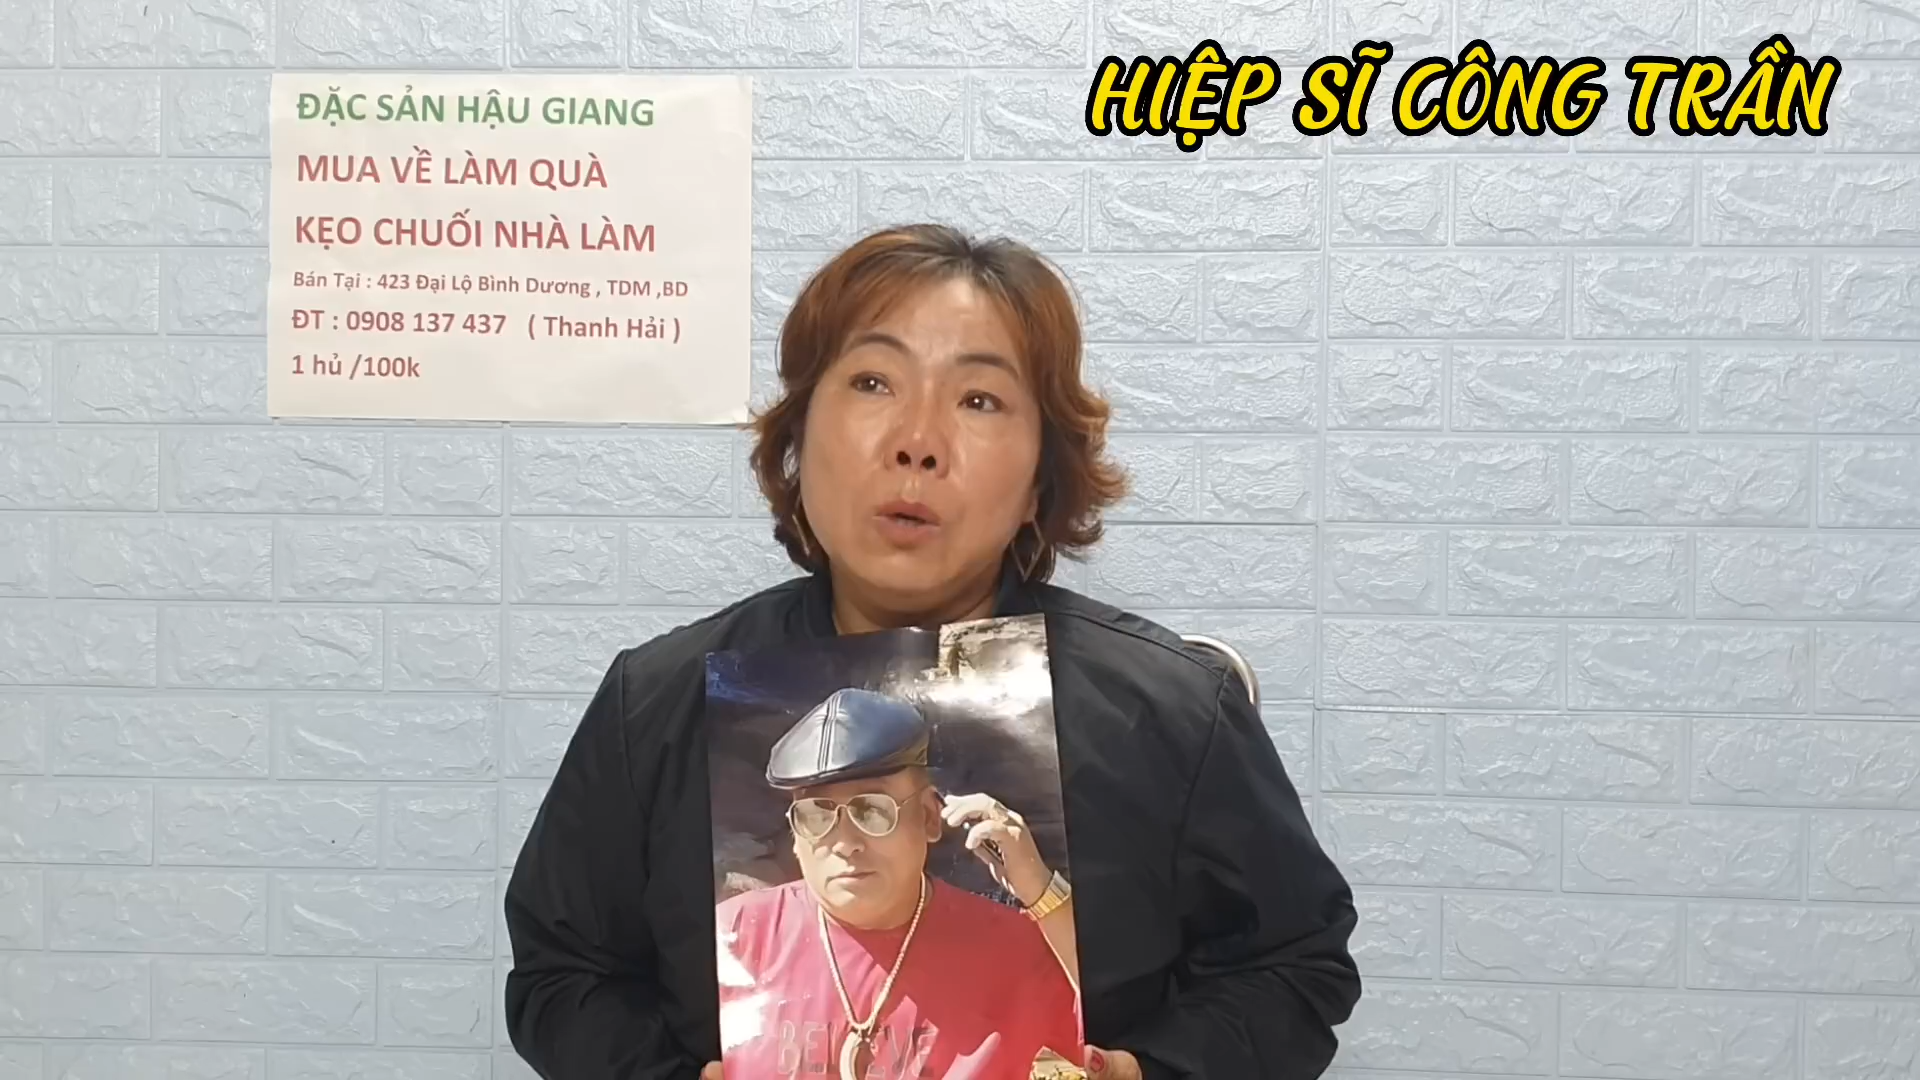 HIỆP SĨ CÔNG TRẦN
ĐẶC SẢN HẬU GIANG
MUA VỀ LÀM QUÀ
KẸO CHUỐI NHÀ LÀM
Bán Tại : 423 Đại Lộ Bình Dương , TDM ,BD
ĐT : 0908 137 437 ( Thanh Hải )
1 hủ /100k
BELIEVE